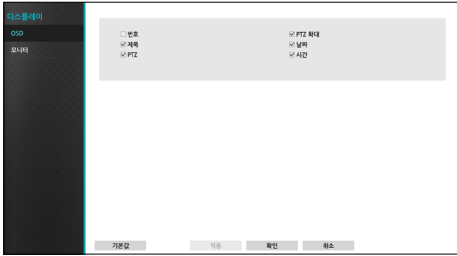 디스플레이
OSD
모니터
번호
제목
PTZ
PTZ 확대
날짜
시간
기본값 적용 확인 취소